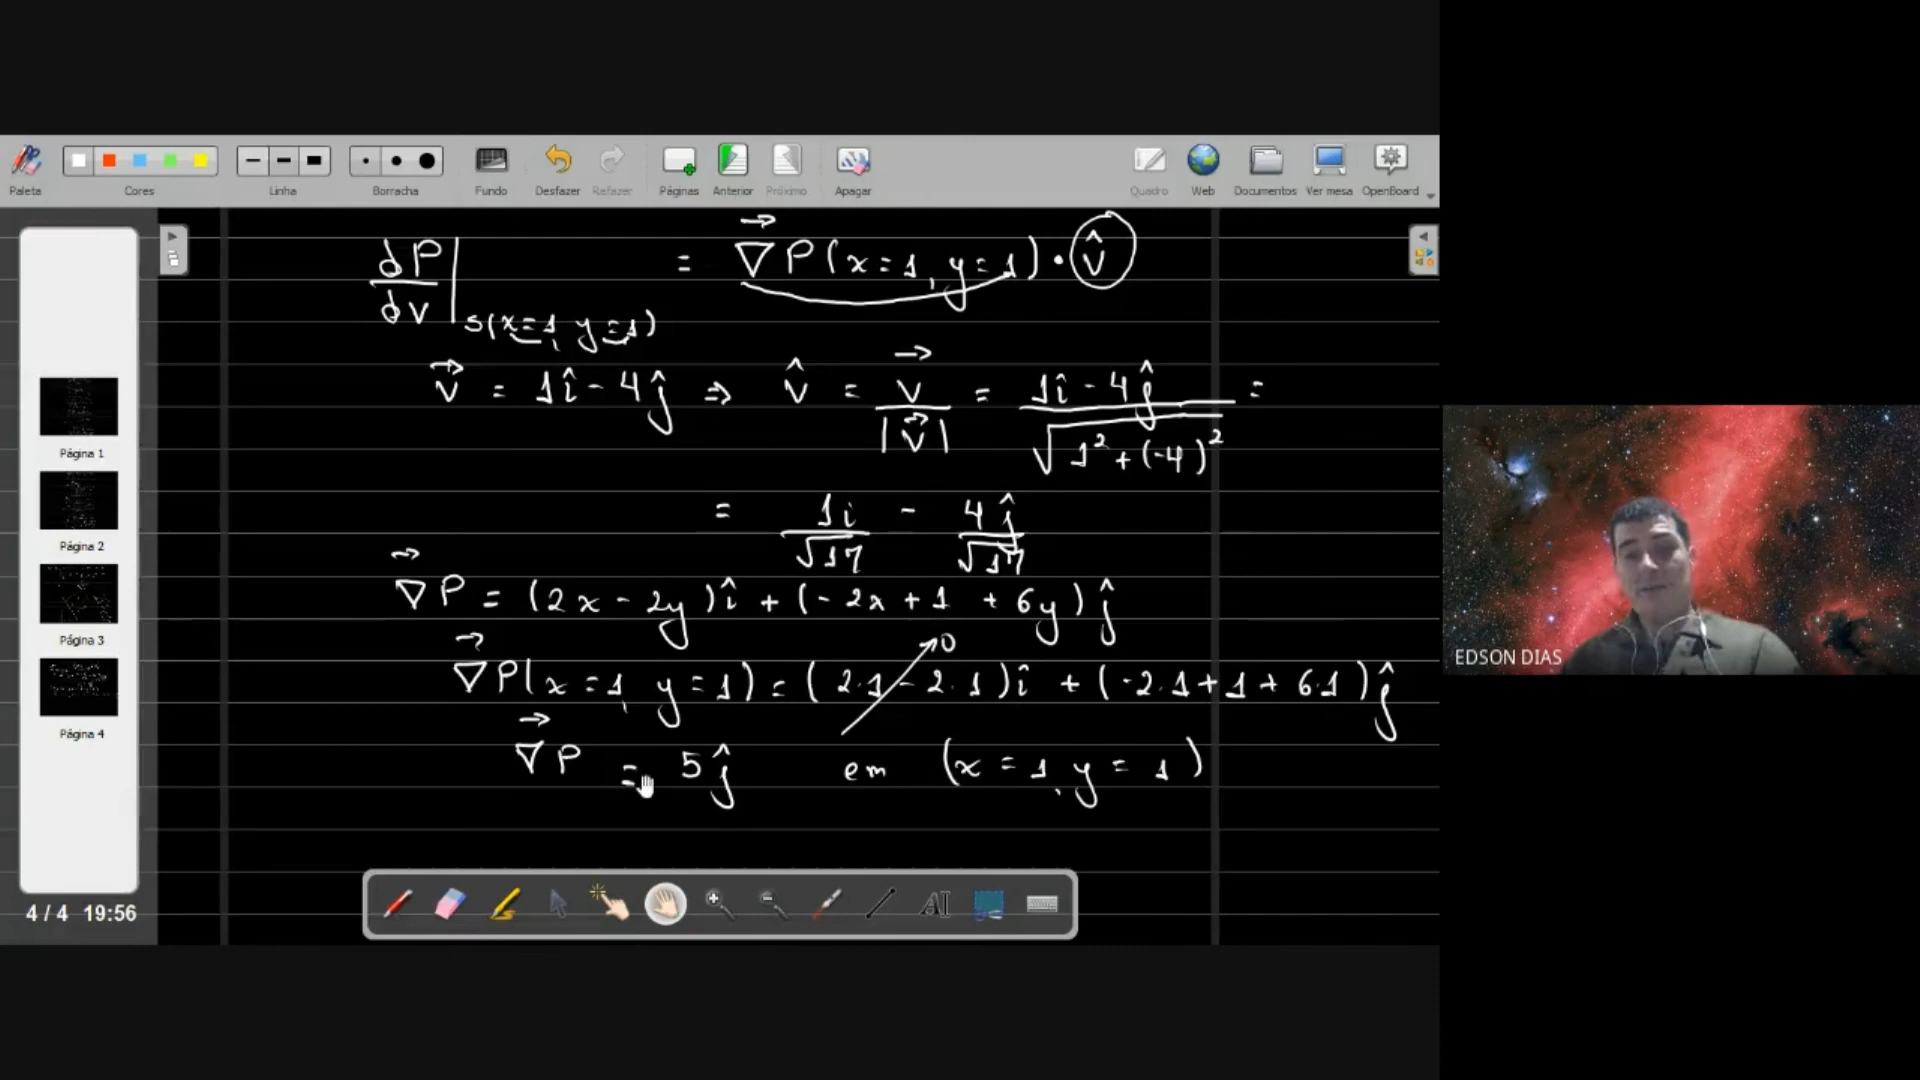 Paleta Cores Linha Borracha Fundo Desfazer Refazer Páginas Anterior Próximo Apagar Quadro Web Documentos Ver mesa OpenBoard
dP/dv |s(x=1, y=1) = ∇⃗P(x=1, y=1) · v̂
v⃗ = 1î - 4ĵ ⇒ v̂ = v⃗/|v⃗| = 1î - 4ĵ/√1²+(-4)² =
= 1i/√17 - 4ĵ/√17
∇⃗P = (2x - 2y)î + (-2x + 1 + 6y)ĵ
0
∇⃗P(x=1, y=1) = (2.1 - 2.1)î + (-2.1+1+6.1)ĵ
∇⃗P = 5ĵ em (x=1, y=1)
Página 1
Página 2
Página 3
Página 4
4 / 4 19:56
AI
EDSON DIAS